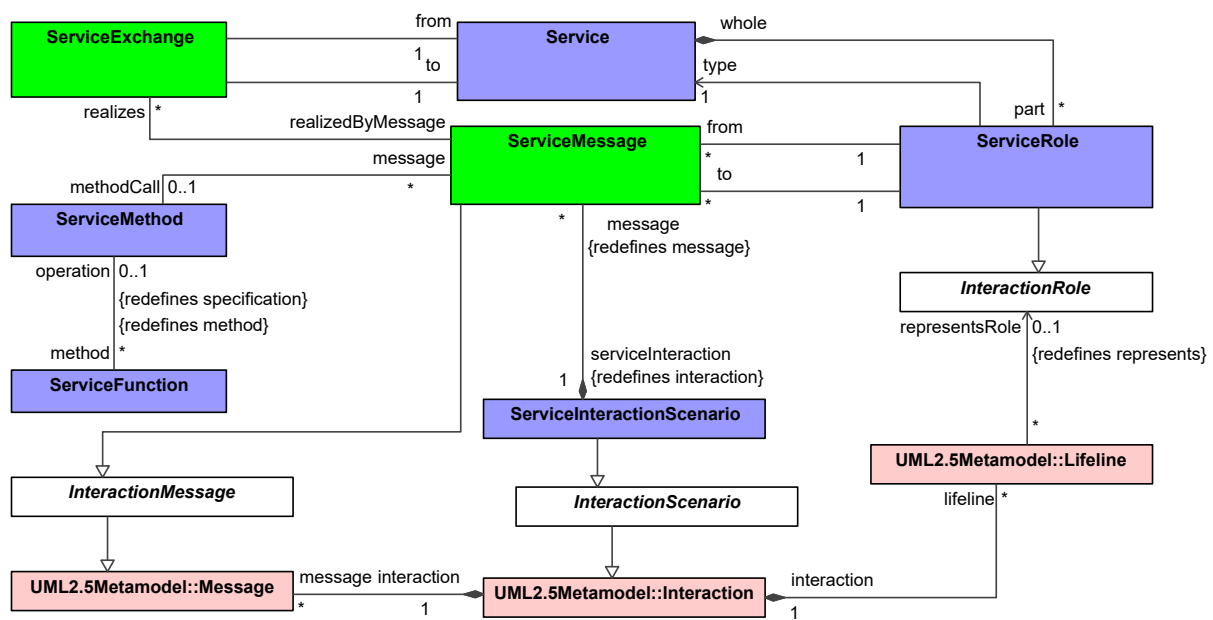 ServiceExchange
from
1
to
1
Service
whole
type
1
part
*
realizes
*
realizedByMessage
ServiceMessage
from
*
1
to
*
1
ServiceRole
message
*
methodCall
0..1
ServiceMethod
*
message
{redefines message}
operation
0..1
{redefines specification}
{redefines method}
method
*
ServiceFunction
InteractionRole
representsRole
0..1
{redefines represents}
*
serviceInteraction
1
{redefines interaction}
ServiceInteractionScenario
UML2.5Metamodel::Lifeline
lifeline
*
InteractionMessage
InteractionScenario
UML2.5Metamodel::Message
message interaction
*
1
UML2.5Metamodel::Interaction
interaction
1